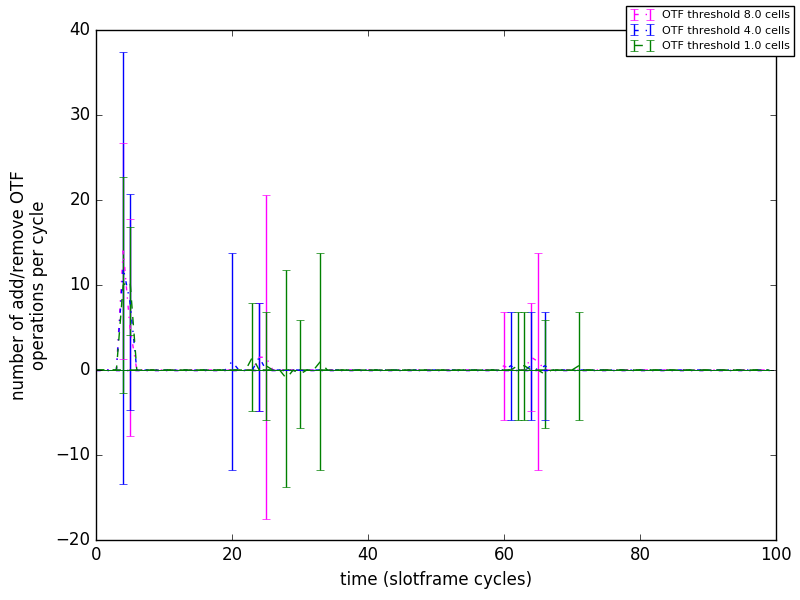 OTF threshold 8.0 cells
OTF threshold 4.0 cells
OTF threshold 1.0 cells
40
30
20
10
0
−10
−20
number of add/remove OTF
operations per cycle
0 20 40 60 80 100
time (slotframe cycles)